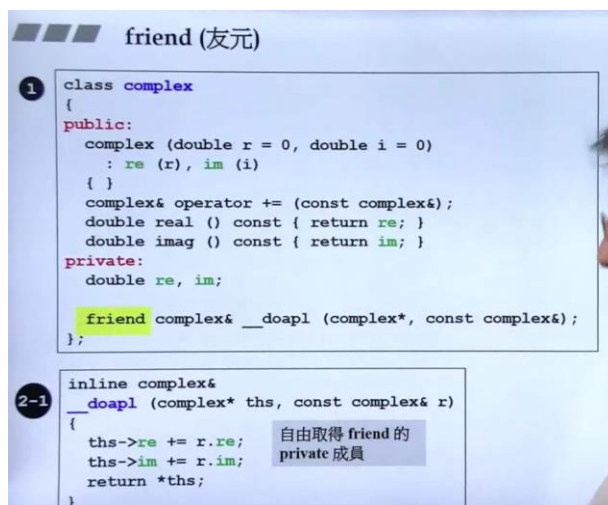 friend (友元)
1
class complex
{
public:
  complex (double r = 0, double i = 0)
    : re (r), im (i)
  { }
  complex& operator += (const complex&);
  double real () const { return re; }
  double imag () const { return im; }
private:
  double re, im;
  friend complex& __doapl (complex*, const complex&);
};
2-1
inline complex&
__doapl (complex* ths, const complex& r)
{
  ths->re += r.re;
  ths->im += r.im;
  return *ths;
}
自由取得 friend 的
private 成員